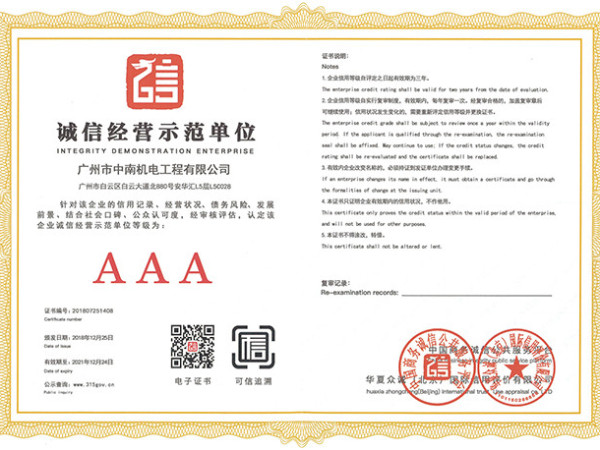 诚信经营示范单位
INTEGRITY DEMONSTRATION ENTERPRISE
广州市中南机电工程有限公司
广州市白云区白云大道北880号安华汇L5层LS028
针对该企业的信用记录、经营状况、债务风险、发展
前景、结合社会口碑、公众认可度，经审核评估，认定该
企业诚信经营示范单位等级为：
AAA
证书编号：201807251408
Certificate number
颁发日期：2018年12月25日
Date of issue
有效期至：2021年12月24日
Date of expiry
公示查询：www.315gov.cn
Public inquiry
电子证书
可信追溯
证书说明：
Notes
1.企业信用等级自评定之日起有效期为三年。
The enterprise credit rating shall be valid for two years from the date of evaluation.
2.企业信用等级自实行复审制度，有效期内，每年复审一次，经复审合格的，加盖复审章后
可继续使用；信用状况发生变化的，需要重新评定信用等级并更换证书。
The enterprise credit grade shall be subject to review once a year within the validity
period. If the applicant is qualified through the re-examination, the re-examination
seal shall be affixed. May continue to use; If the credit status changes, the credit
rating shall be re-evaluated and the certificate shall be replaced.
3.有效内企业改变名称的，必须持证到发证单位办理变更手续。
If an enterprise changes its name in effect, it must obtain a certificate and go through
the formalities of change at the issuing unit.
4.本证书只证明企业有效期内的信用状况，不作他用。
This certificate only proves the credit status within the valid period of the enterprise,
and will not be used for other purposes.
5.本证书不得涂改，转借。
This certificate shall not be altered or lent.
复审记录：
Re-examination records:
中国商务诚信公共服务平台
华夏众诚（北京）国际信用评价有限公司